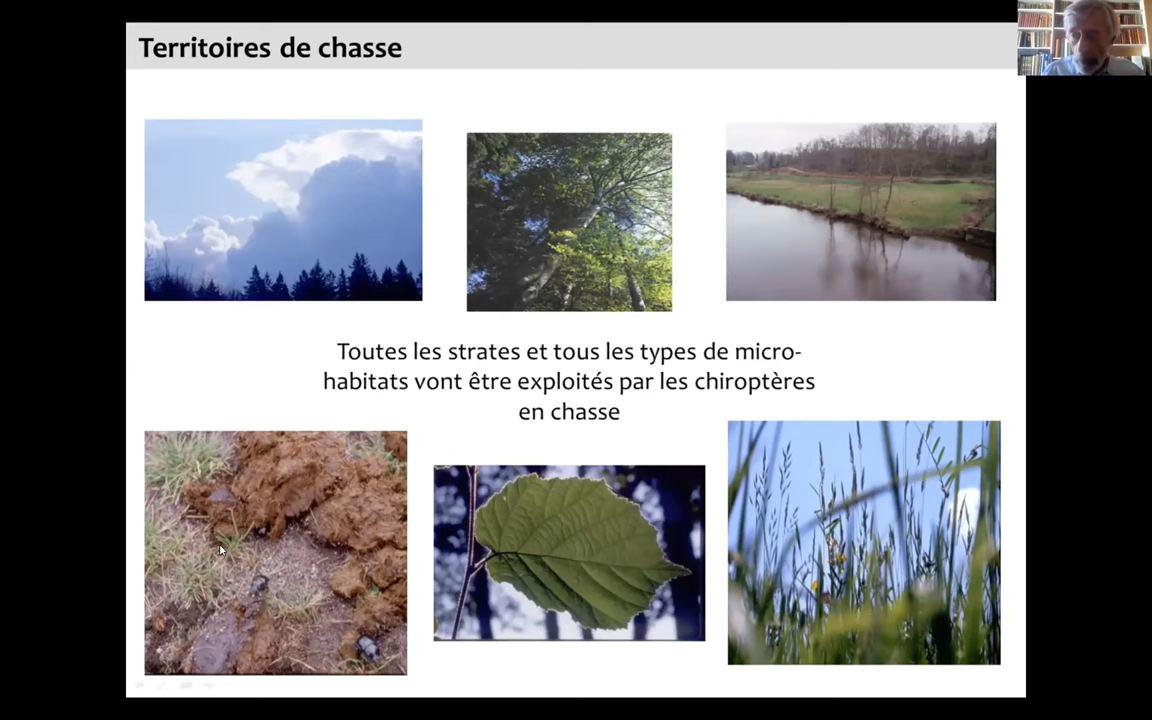 Territoires de chasse
Toutes les strates et tous les types de micro-
habitats vont être exploités par les chiroptères
en chasse